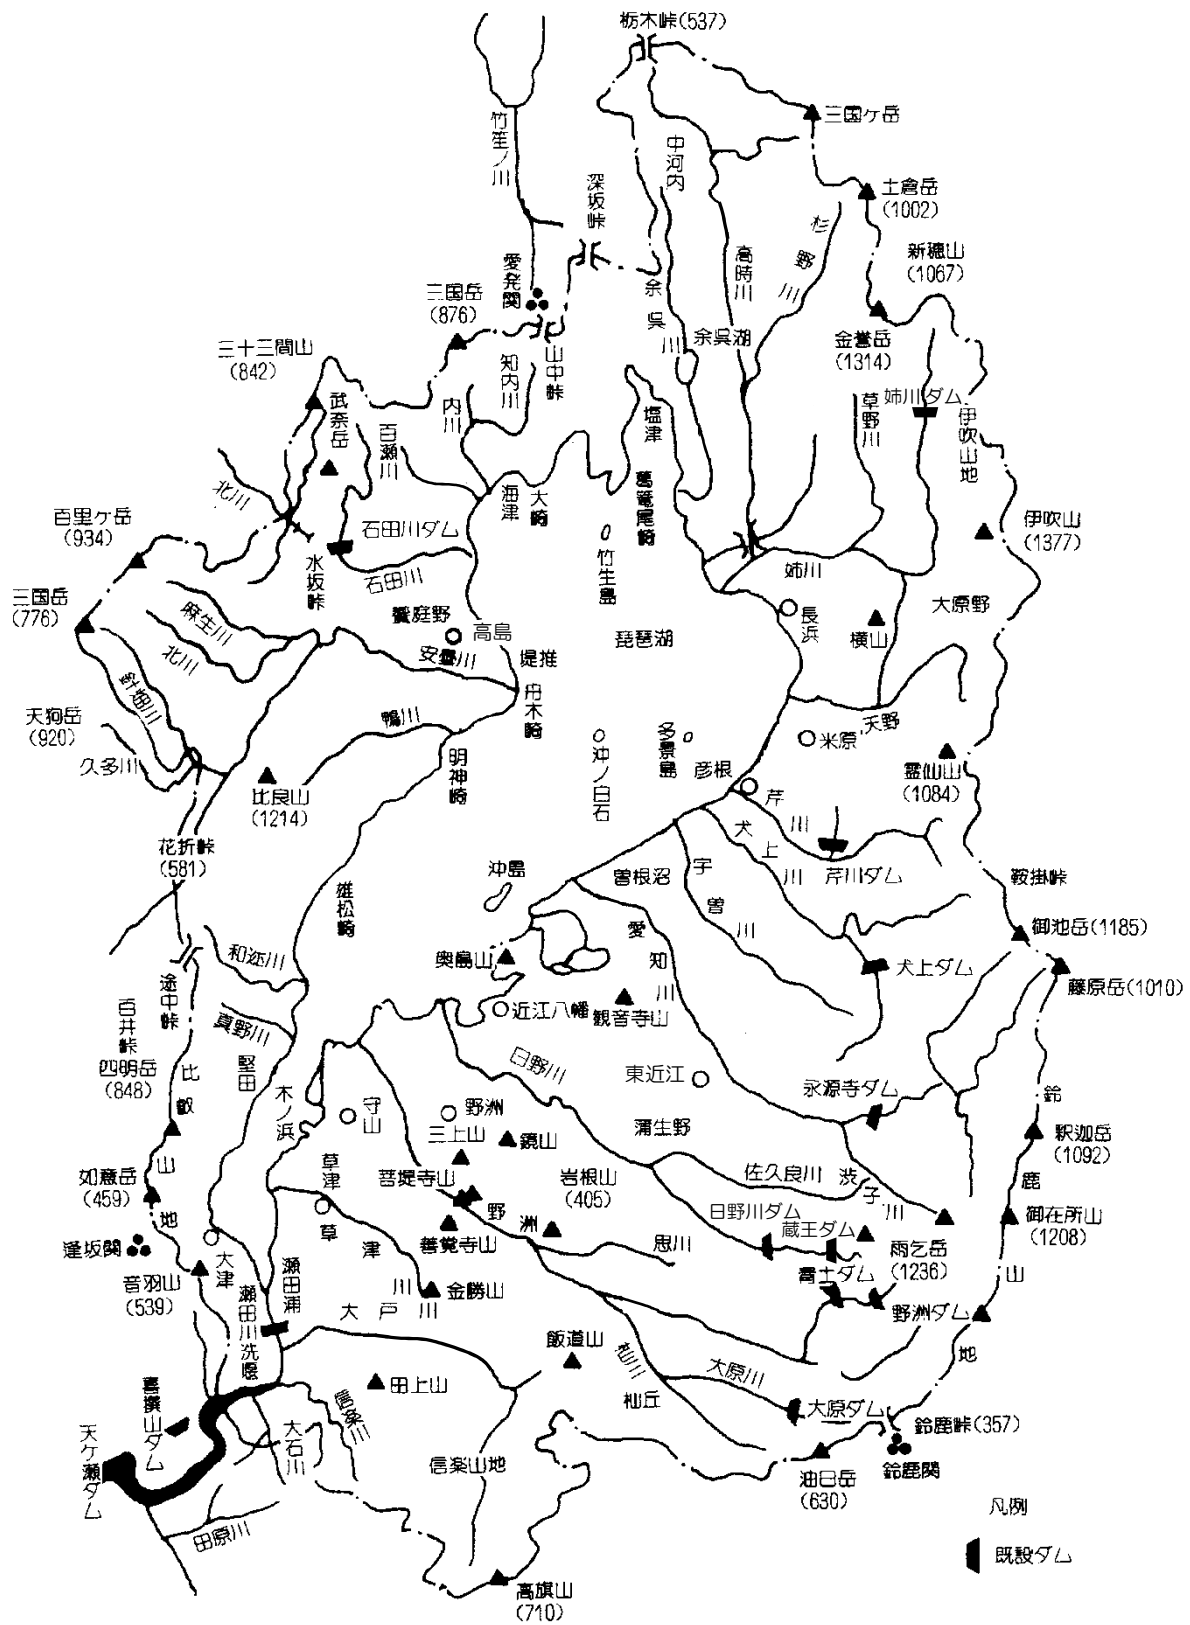 栃木峠(537)
三国ケ岳
竹笙ノ川
中河内
深坂峠
土倉岳
(1002)
杉野川
高時川
新穂山
(1067)
愛発関
三国岳
(876)
余呉川
余呉湖
金糞岳
(1314)
三十三間山
(842)
山中峠
知内川
武奈岳
内川
百瀬川
塩津
草野川
姉川ダム
伊吹山地
北川
海津
大崎
葛篭尾崎
百里ケ岳
(934)
石田川ダム
伊吹山
(1377)
水坂峠
石田川
竹生島
姉川
三国岳
(776)
麻生川
饗庭野
高島
長浜
横山
大原野
北川
安曇川
琵琶湖
堤推
針畑川
舟木崎
天狗岳
(920)
鴨川
久多川
明神崎
沖ノ白石
多景島
彦根
米原
天野
霊仙山
(1084)
比良山
(1214)
芹川
花折峠
(581)
犬上川
芹川ダム
沖島
曽根沼
宇曽川
鞍掛峠
雄松崎
愛知川
御池岳(1185)
和迩川
奥島山
犬上ダム
藤原岳(1010)
途中峠
百井峠
近江八幡
観音寺山
真野川
四明岳
(848)
堅田
日野川
東近江
永源寺ダム
比叡山地
木ノ浜
守山
野洲
三上山
鏡山
蒲生野
鈴鹿山地
釈迦岳
(1092)
如意岳
(459)
草津
菩提寺山
岩根山
(405)
佐久良川
渋子川
野洲
日野川ダム
蔵王ダム
御在所山
(1208)
逢坂関
大津
草津川
善覚寺山
思川
雨乞岳
(1236)
音羽山
(539)
瀬田浦
金勝山
青土ダム
野洲ダム
瀬田川洗堰
大戸川
飯道山
杣川
大原川
喜撰山ダム
田上山
杣丘
大原ダム
信楽川
鈴鹿峠(357)
天ケ瀬ダム
大石川
信楽山地
鈴鹿関
油日岳
(630)
田原川
凡例
既設ダム
高旗山
(710)